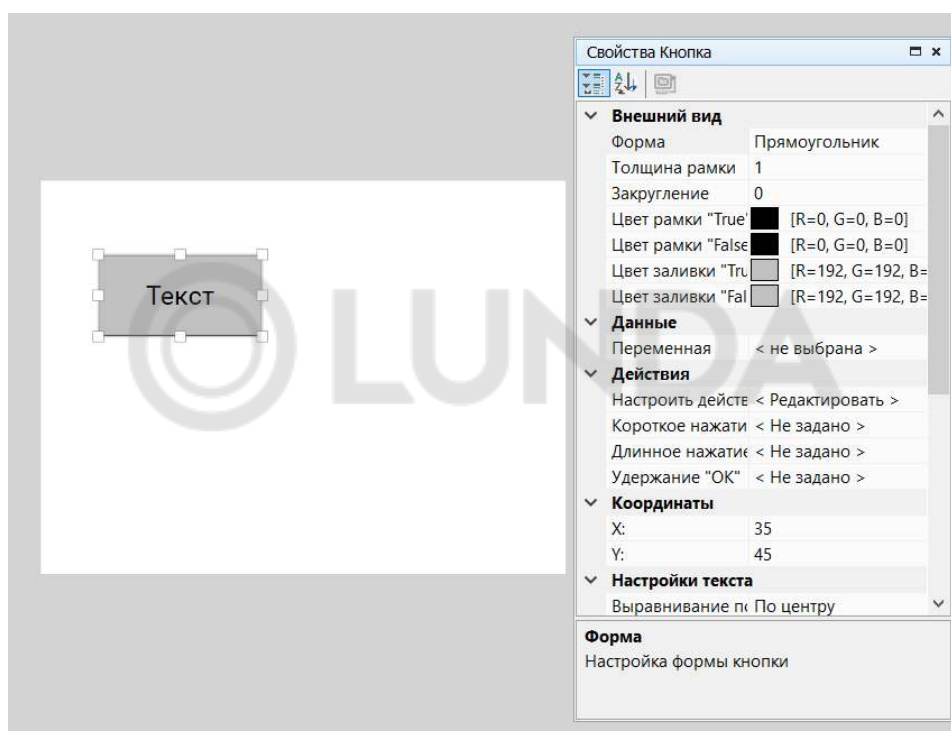 Свойства Кнопка
Внешний вид
Форма Прямоугольник
Толщина рамки 1
Закругление 0
Цвет рамки "True" [R=0, G=0, B=0]
Цвет рамки "False [R=0, G=0, B=0]
Цвет заливки "Tru [R=192, G=192, B=
Цвет заливки "Fal [R=192, G=192, B=
Данные
Переменная < не выбрана >
Действия
Настроить действ < Редактировать >
Короткое нажати < Не задано >
Длинное нажатие < Не задано >
Удержание "ОК" < Не задано >
Координаты
X: 35
Y: 45
Настройки текста
Выравнивание по По центру
Форма
Настройка формы кнопки
Текст
LUNDA